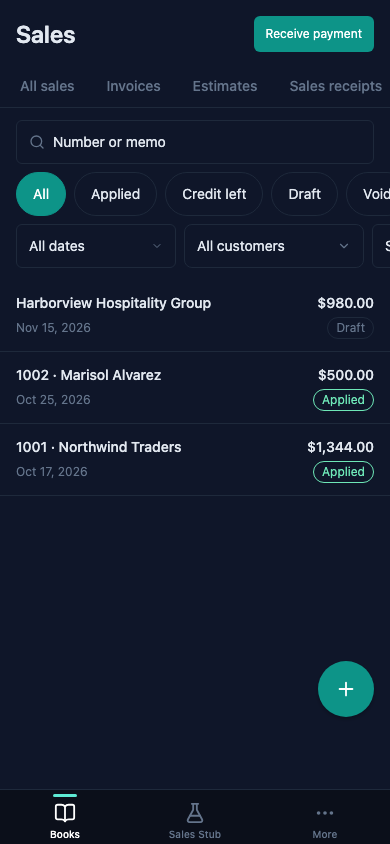 Sales
Receive payment
All sales Invoices Estimates Sales receipts
Number or memo
All Applied Credit left Draft Void
All dates All customers S
Harborview Hospitality Group $980.00
Nov 15, 2026 Draft
1002 · Marisol Alvarez $500.00
Oct 25, 2026 Applied
1001 · Northwind Traders $1,344.00
Oct 17, 2026 Applied
Books Sales Stub More